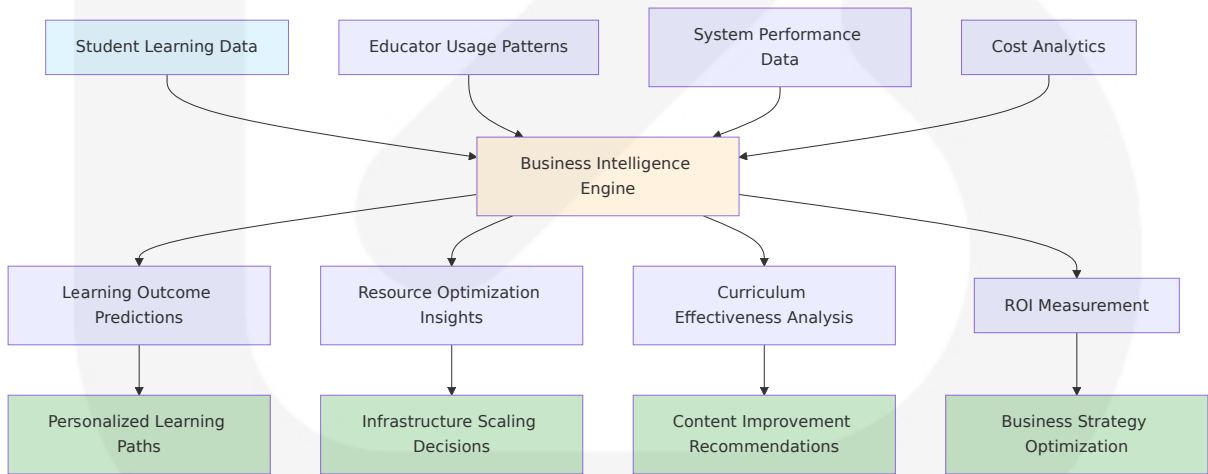 Student Learning Data
Educator Usage Patterns
System Performance
Data
Cost Analytics
Business Intelligence
Engine
Learning Outcome
Predictions
Resource Optimization
Insights
Curriculum
Effectiveness Analysis
ROI Measurement
Personalized Learning
Paths
Infrastructure Scaling
Decisions
Content Improvement
Recommendations
Business Strategy
Optimization